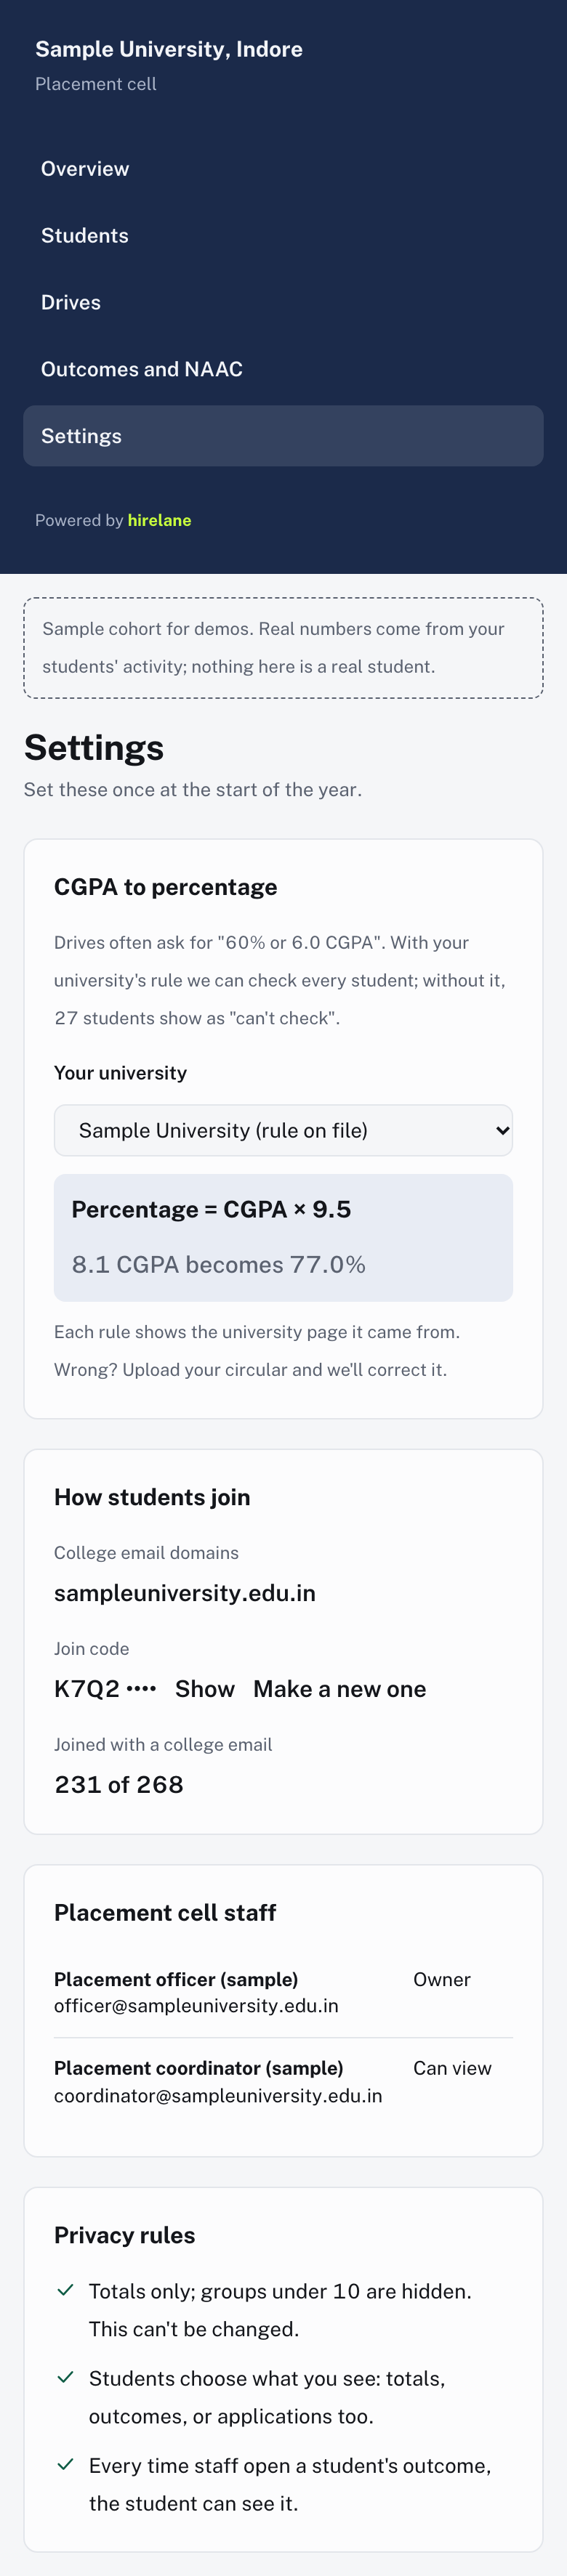 Sample University, Indore
Placement cell
Overview
Students
Drives
Outcomes and NAAC
Settings
Powered by hirelane
Sample cohort for demos. Real numbers come from your
students' activity; nothing here is a real student.
Settings
Set these once at the start of the year.
CGPA to percentage
Drives often ask for "60% or 6.0 CGPA". With your
university's rule we can check every student; without it,
27 students show as "can't check".
Your university
Sample University (rule on file)
Percentage = CGPA × 9.5
8.1 CGPA becomes 77.0%
Each rule shows the university page it came from.
Wrong? Upload your circular and we'll correct it.
How students join
College email domains
sampleuniversity.edu.in
Join code
K7Q2 •••• Show Make a new one
Joined with a college email
231 of 268
Placement cell staff
Placement officer (sample) Owner
officer@sampleuniversity.edu.in
Placement coordinator (sample) Can view
coordinator@sampleuniversity.edu.in
Privacy rules
Totals only; groups under 10 are hidden.
This can't be changed.
Students choose what you see: totals,
outcomes, or applications too.
Every time staff open a student's outcome,
the student can see it.